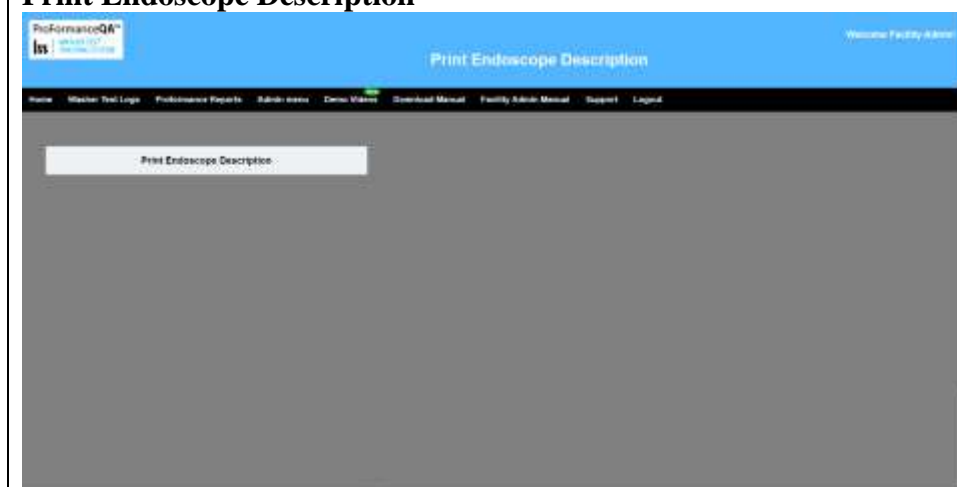 Print Endoscope Description
ProFormanceQA™
Welcome Facility Admin
Print Endoscope Description
Home Washer Test Logs ProFormance Reports Admin menu Demo Videos Download Manual Facility Admin Manual Support Logout
Print Endoscope Description